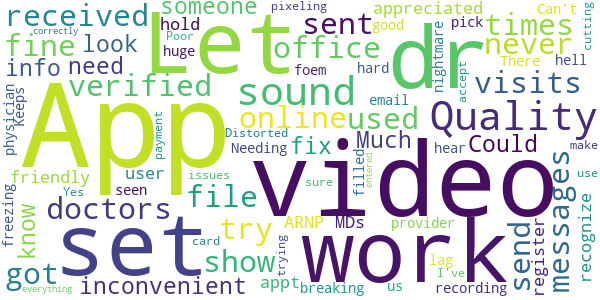 received
someone
pixeling
appreciated
times
Can't
cutting
fine
look
hold
Poor
correctly
huge
Let
sent
office
dr
good
pick
never
There
hell
info
need
foem
hard
nightmare
accept
verified
sound
email
visits
physician
keeps
App
online
used
Quality
payment
Distorted
Needing
fix
Much
hear
Could
make
friendly
Yes
user
issues
seen
file
sure
filled
entered
provider
messages
use
recognize
doctors
video
freezing
know
set
try
ARNP
MDs
work
send
register
got
show
card
trying
appt
breaking
us
lag
I've
recording
inconvenient
everything